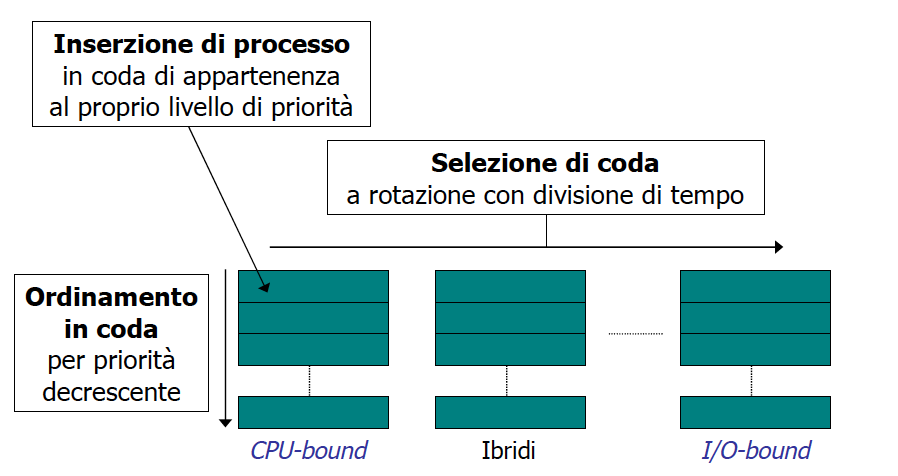 Inserzione di processo
in coda di appartenenza
al proprio livello di priorità
Selezione di coda
a rotazione con divisione di tempo
Ordinamento
in coda
per priorità
decrescente
CPU-bound
Ibridi
I/O-bound